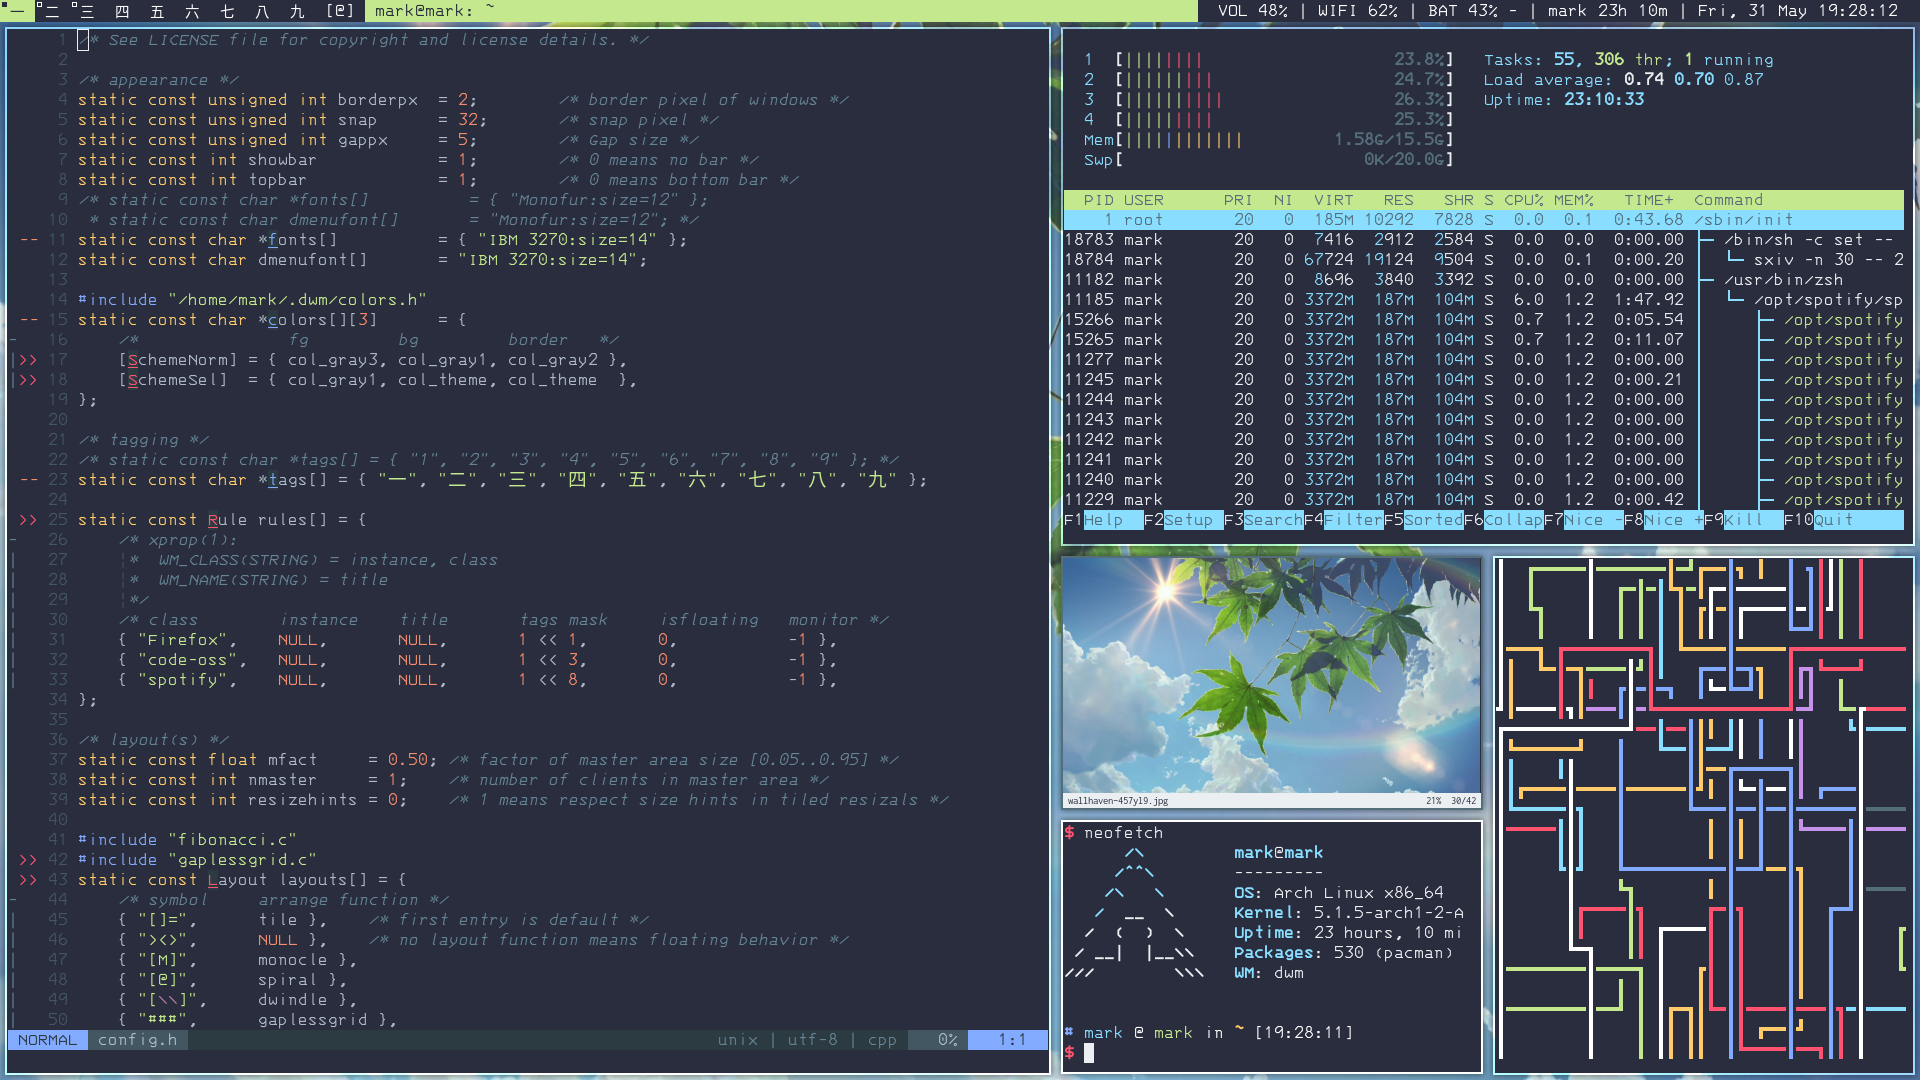 一 二 三 四 五 六 七 八 九 [@] mark@mark: ~ VOL 48% | WIFI 62% | BAT 43% - | mark 23h 10m | Fri, 31 May 19:28:12
1 /* See LICENSE file for copyright and license details. */
2
3 /* appearance */
4 static const unsigned int borderpx = 2; /* border pixel of windows */
5 static const unsigned int snap = 32; /* snap pixel */
6 static const unsigned int gappx = 5; /* Gap size */
7 static const int showbar = 1; /* 0 means no bar */
8 static const int topbar = 1; /* 0 means bottom bar */
9 /* static const char *fonts[] = { "Monofur:size=12" };
10 * static const char dmenufont[] = "Monofur:size=12"; */
-- 11 static const char *fonts[] = { "IBM 3270:size=14" };
12 static const char dmenufont[] = "IBM 3270:size=14";
13
14 #include "/home/mark/.dwm/colors.h"
-- 15 static const char *colors[][3] = {
- 16 /* fg bg border */
|>> 17 [SchemeNorm] = { col_gray3, col_gray1, col_gray2 },
|>> 18 [SchemeSel] = { col_gray1, col_theme, col_theme },
| 19 };
20
21 /* tagging */
22 /* static const char *tags[] = { "1", "2", "3", "4", "5", "6", "7", "8", "9" }; */
-- 23 static const char *tags[] = { "一", "二", "三", "四", "五", "六", "七", "八", "九" };
24
>> 25 static const Rule rules[] = {
- 26 /* xprop(1):
| 27 ¦* WM_CLASS(STRING) = instance, class
| 28 ¦* WM_NAME(STRING) = title
| 29 ¦*/
| 30 /* class instance title tags mask isfloating monitor */
| 31 { "Firefox", NULL, NULL, 1 << 1, 0, -1 },
| 32 { "code-oss", NULL, NULL, 1 << 3, 0, -1 },
| 33 { "spotify", NULL, NULL, 1 << 8, 0, -1 },
| 34 };
35
36 /* layout(s) */
37 static const float mfact = 0.50; /* factor of master area size [0.05..0.95] */
38 static const int nmaster = 1; /* number of clients in master area */
39 static const int resizehints = 0; /* 1 means respect size hints in tiled resizals */
40
41 #include "fibonacci.c"
>> 42 #include "gaplessgrid.c"
>> 43 static const Layout layouts[] = {
- 44 /* symbol arrange function */
| 45 { "[]=", tile }, /* first entry is default */
| 46 { "><>", NULL }, /* no layout function means floating behavior */
| 47 { "[M]", monocle },
| 48 { "[@]", spiral },
| 49 { "[\\]", dwindle },
| 50 { "###", gaplessgrid },
NORMAL config.h unix | utf-8 | cpp 0% 1:1
1 [|||||||| 23.8%] Tasks: 55, 306 thr; 1 running
2 [||||||||| 24.7%] Load average: 0.74 0.70 0.87
3 [|||||||||| 26.3%] Uptime: 23:10:33
4 [||||||||| 25.3%]
Mem[|||||||||||| 1.58G/15.5G]
Swp[ 0K/20.0G]
PID USER PRI NI VIRT RES SHR S CPU% MEM% TIME+ Command
1 root 20 0 185M 10292 7828 S 0.0 0.1 0:43.68 /sbin/init
18783 mark 20 0 7416 2912 2584 S 0.0 0.0 0:00.00 ├─ /bin/sh -c set --
18784 mark 20 0 67724 19124 9504 S 0.0 0.1 0:00.20 │ └─ sxiv -n 30 -- 2
11182 mark 20 0 8696 3840 3392 S 0.0 0.0 0:00.00 ├─ /usr/bin/zsh
11185 mark 20 0 3372M 187M 104M S 6.0 1.2 1:47.92 │ └─ /opt/spotify/sp
15266 mark 20 0 3372M 187M 104M S 0.7 1.2 0:05.54 │ ├─ /opt/spotify
15265 mark 20 0 3372M 187M 104M S 0.7 1.2 0:11.07 │ ├─ /opt/spotify
11277 mark 20 0 3372M 187M 104M S 0.0 1.2 0:00.00 │ ├─ /opt/spotify
11245 mark 20 0 3372M 187M 104M S 0.0 1.2 0:00.21 │ ├─ /opt/spotify
11244 mark 20 0 3372M 187M 104M S 0.0 1.2 0:00.00 │ ├─ /opt/spotify
11243 mark 20 0 3372M 187M 104M S 0.0 1.2 0:00.00 │ ├─ /opt/spotify
11242 mark 20 0 3372M 187M 104M S 0.0 1.2 0:00.00 │ ├─ /opt/spotify
11241 mark 20 0 3372M 187M 104M S 0.0 1.2 0:00.00 │ ├─ /opt/spotify
11240 mark 20 0 3372M 187M 104M S 0.0 1.2 0:00.00 │ ├─ /opt/spotify
11229 mark 20 0 3372M 187M 104M S 0.0 1.2 0:00.42 │ ├─ /opt/spotify
F1Help F2Setup F3SearchF4FilterF5SortedF6CollapF7Nice -F8Nice +F9Kill F10Quit
wallhaven-457yl9.jpg 21% 30/42
$ neofetch
mark@mark
---------
OS: Arch Linux x86_64
Kernel: 5.1.5-arch1-2-A
Uptime: 23 hours, 10 mi
Packages: 530 (pacman)
WM: dwm
# mark @ mark in ~ [19:28:11]
$